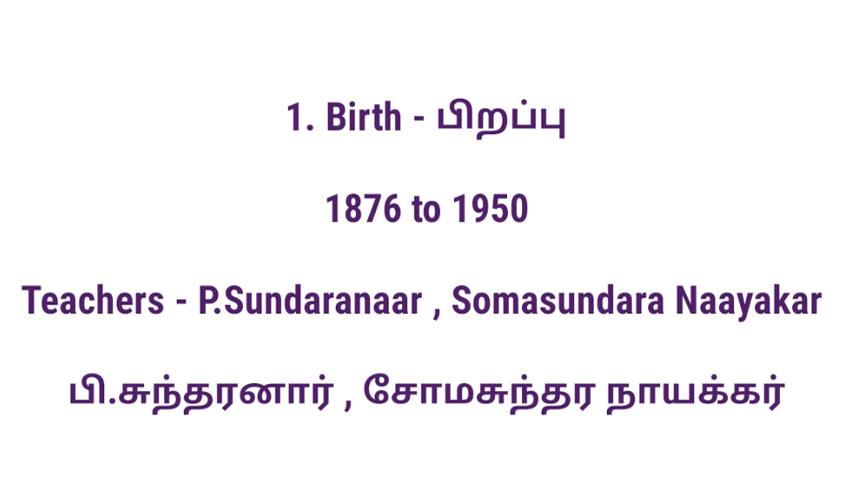 1. Birth - பிறப்பு
1876 to 1950
Teachers - P.Sundaranaar , Somasundara Naayakar
பி.சுந்தரனார் , சோமசுந்தர நாயக்கர்